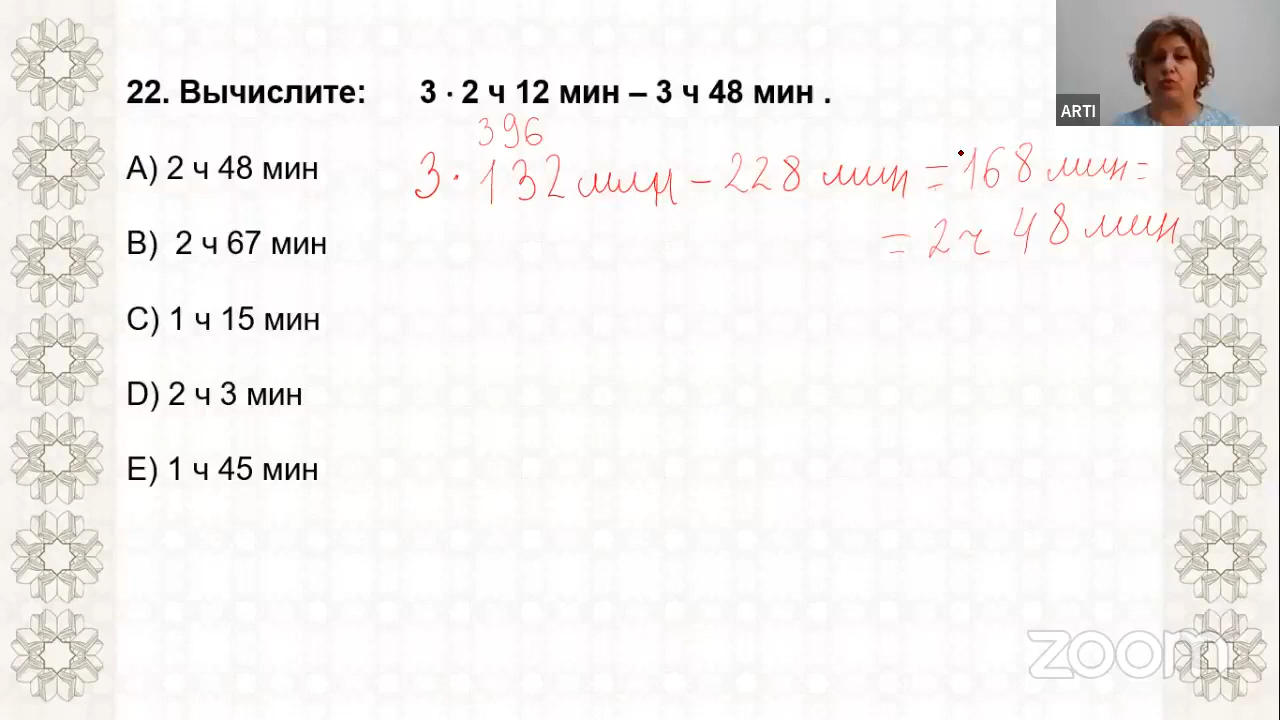 22. Вычислите: 3 · 2 ч 12 мин – 3 ч 48 мин .
ARTI
396
A) 2 ч 48 мин
3 · 132 мин – 228 мин = 168 мин =
= 2 ч 48 мин
B) 2 ч 67 мин
C) 1 ч 15 мин
D) 2 ч 3 мин
E) 1 ч 45 мин
zoom